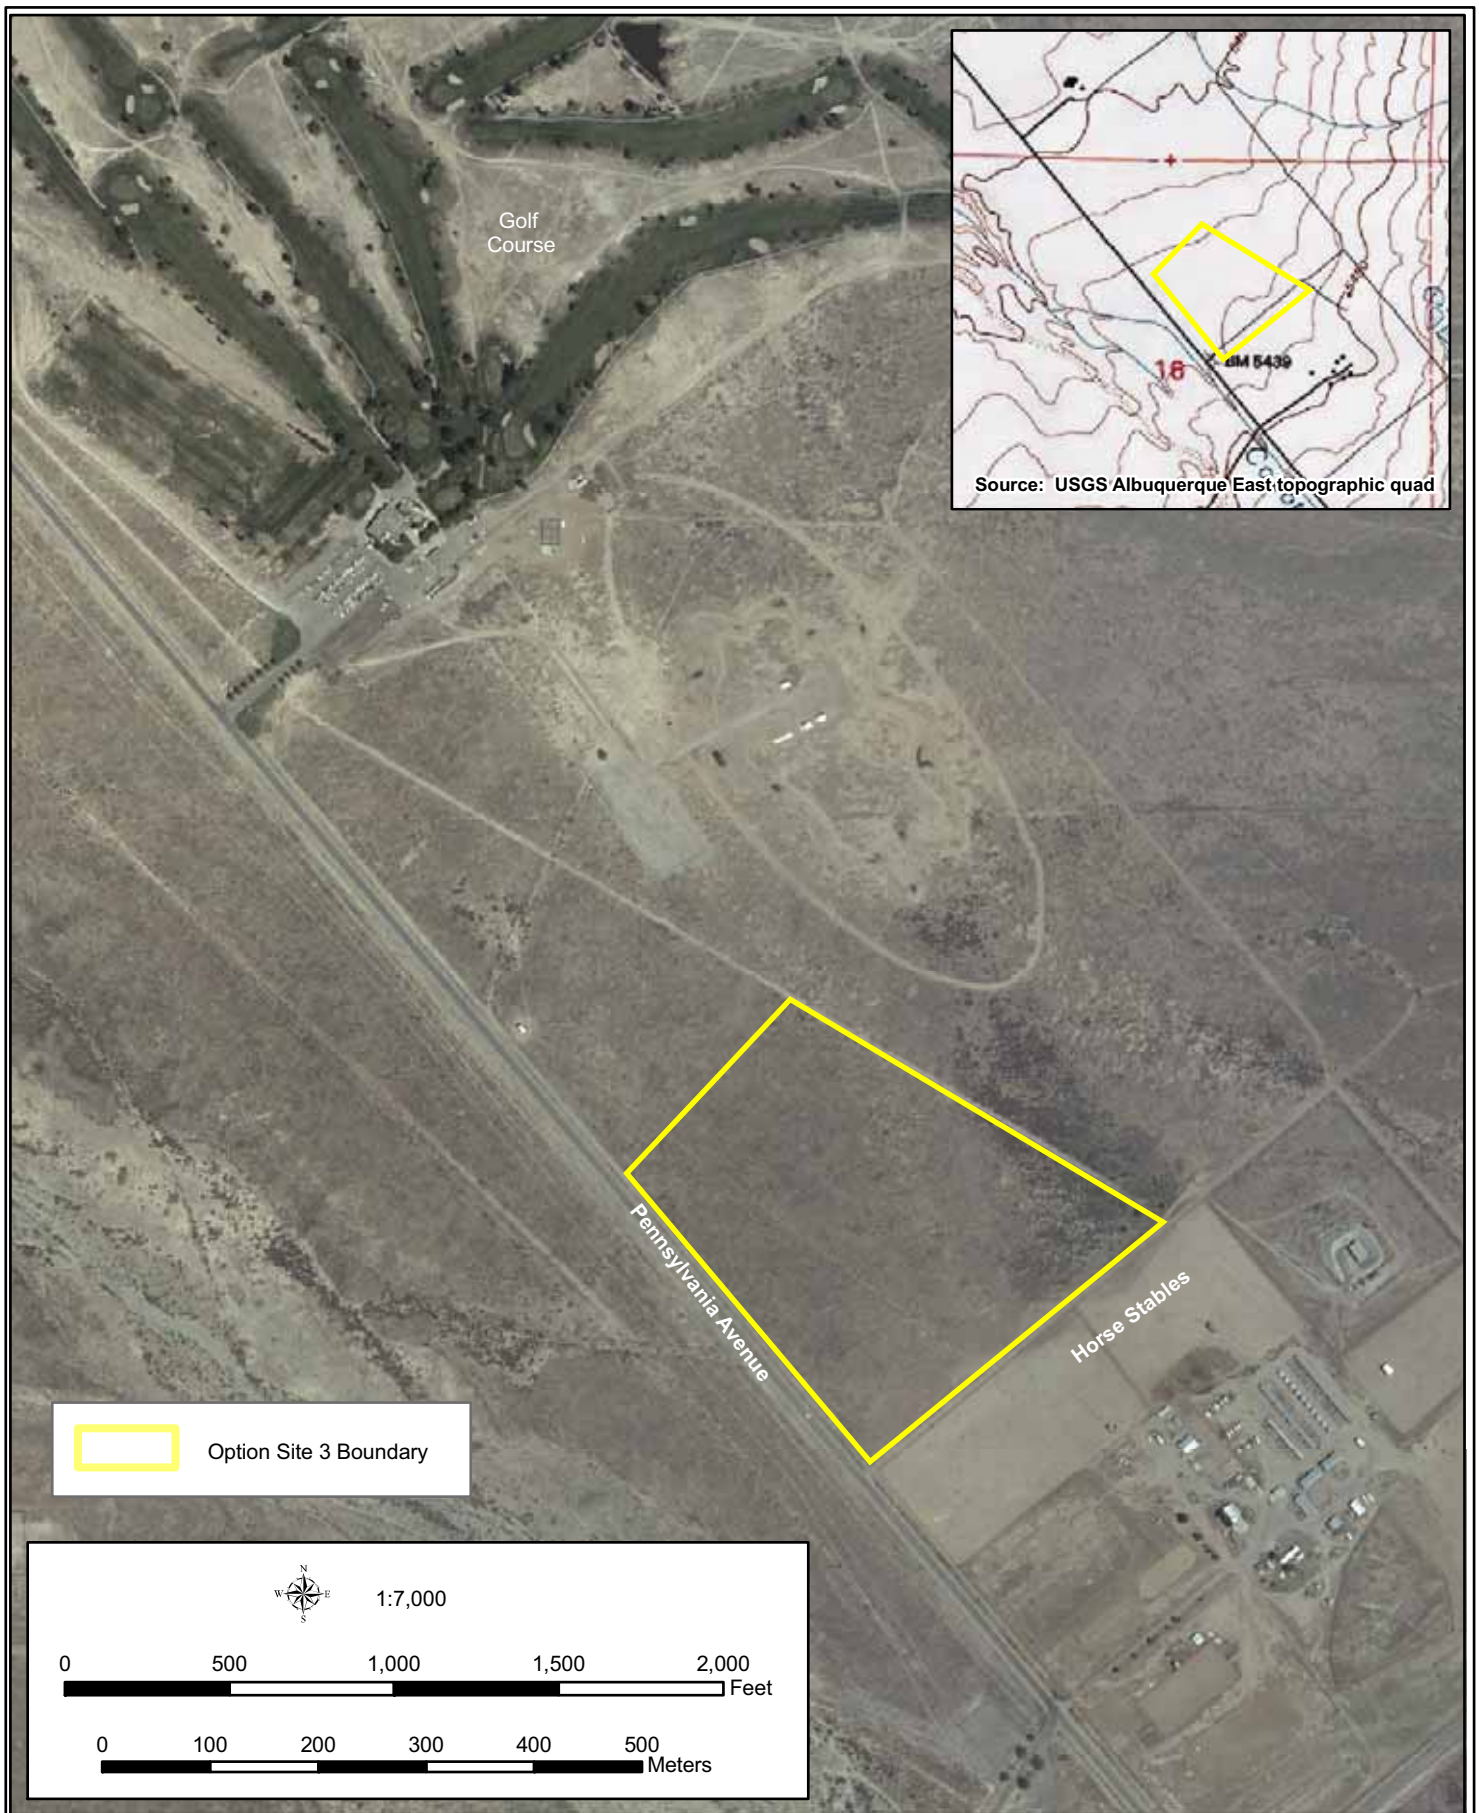 Golf
Course
18
BM 5439
Source: USGS Albuquerque East topographic quad
Pennsylvania Avenue
Horse Stables
Option Site 3 Boundary
N
W E
S
1:7,000
0 500 1,000 1,500 2,000
Feet
0 100 200 300 400 500
Meters